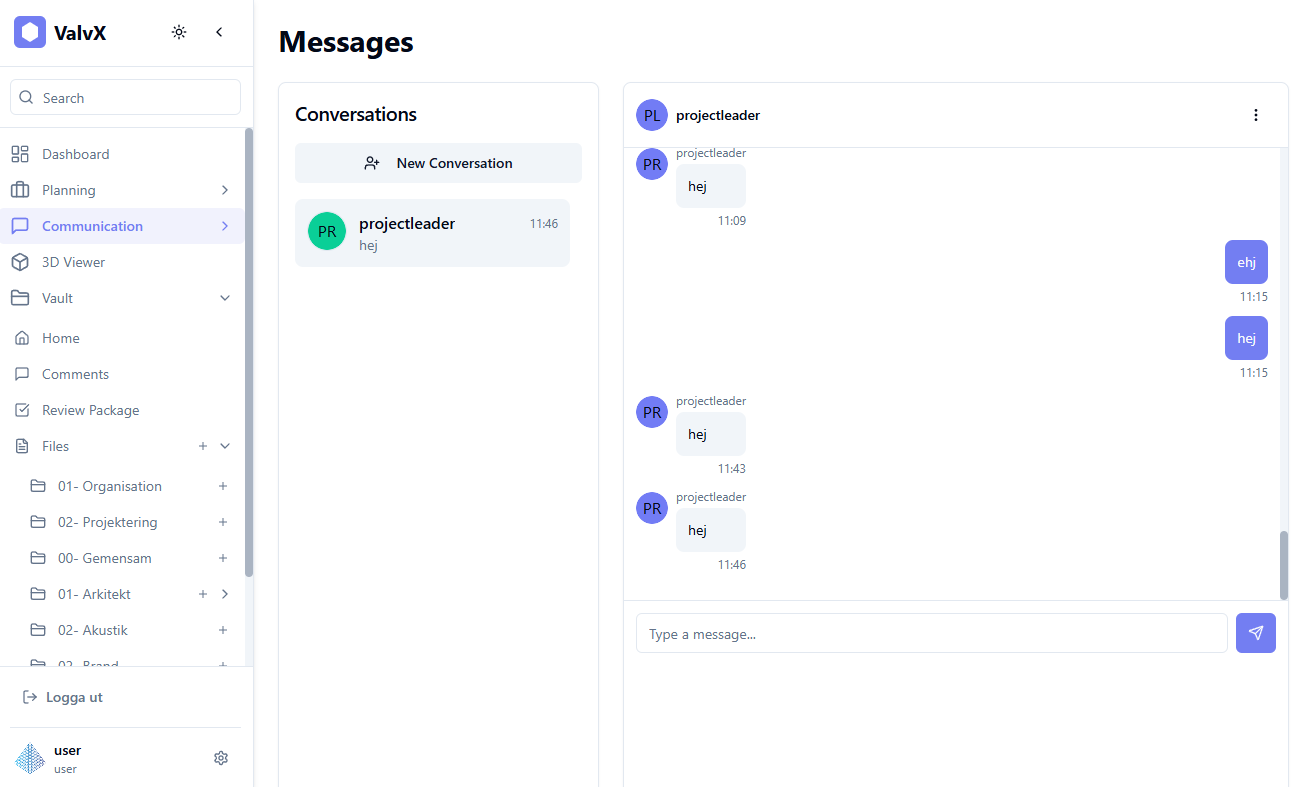 ValvX
Search
Dashboard
Planning
Communication
3D Viewer
Vault
Home
Comments
Review Package
Files
01- Organisation
02- Projektering
00- Gemensam
01- Arkitekt
02- Akustik
02- Brand
Logga ut
user
user
Messages
Conversations
New Conversation
PR
projectleader
11:46
hej
PL
projectleader
projectleader
PR
hej
11:09
ehj
11:15
hej
11:15
projectleader
PR
hej
11:43
projectleader
PR
hej
11:46
Type a message...